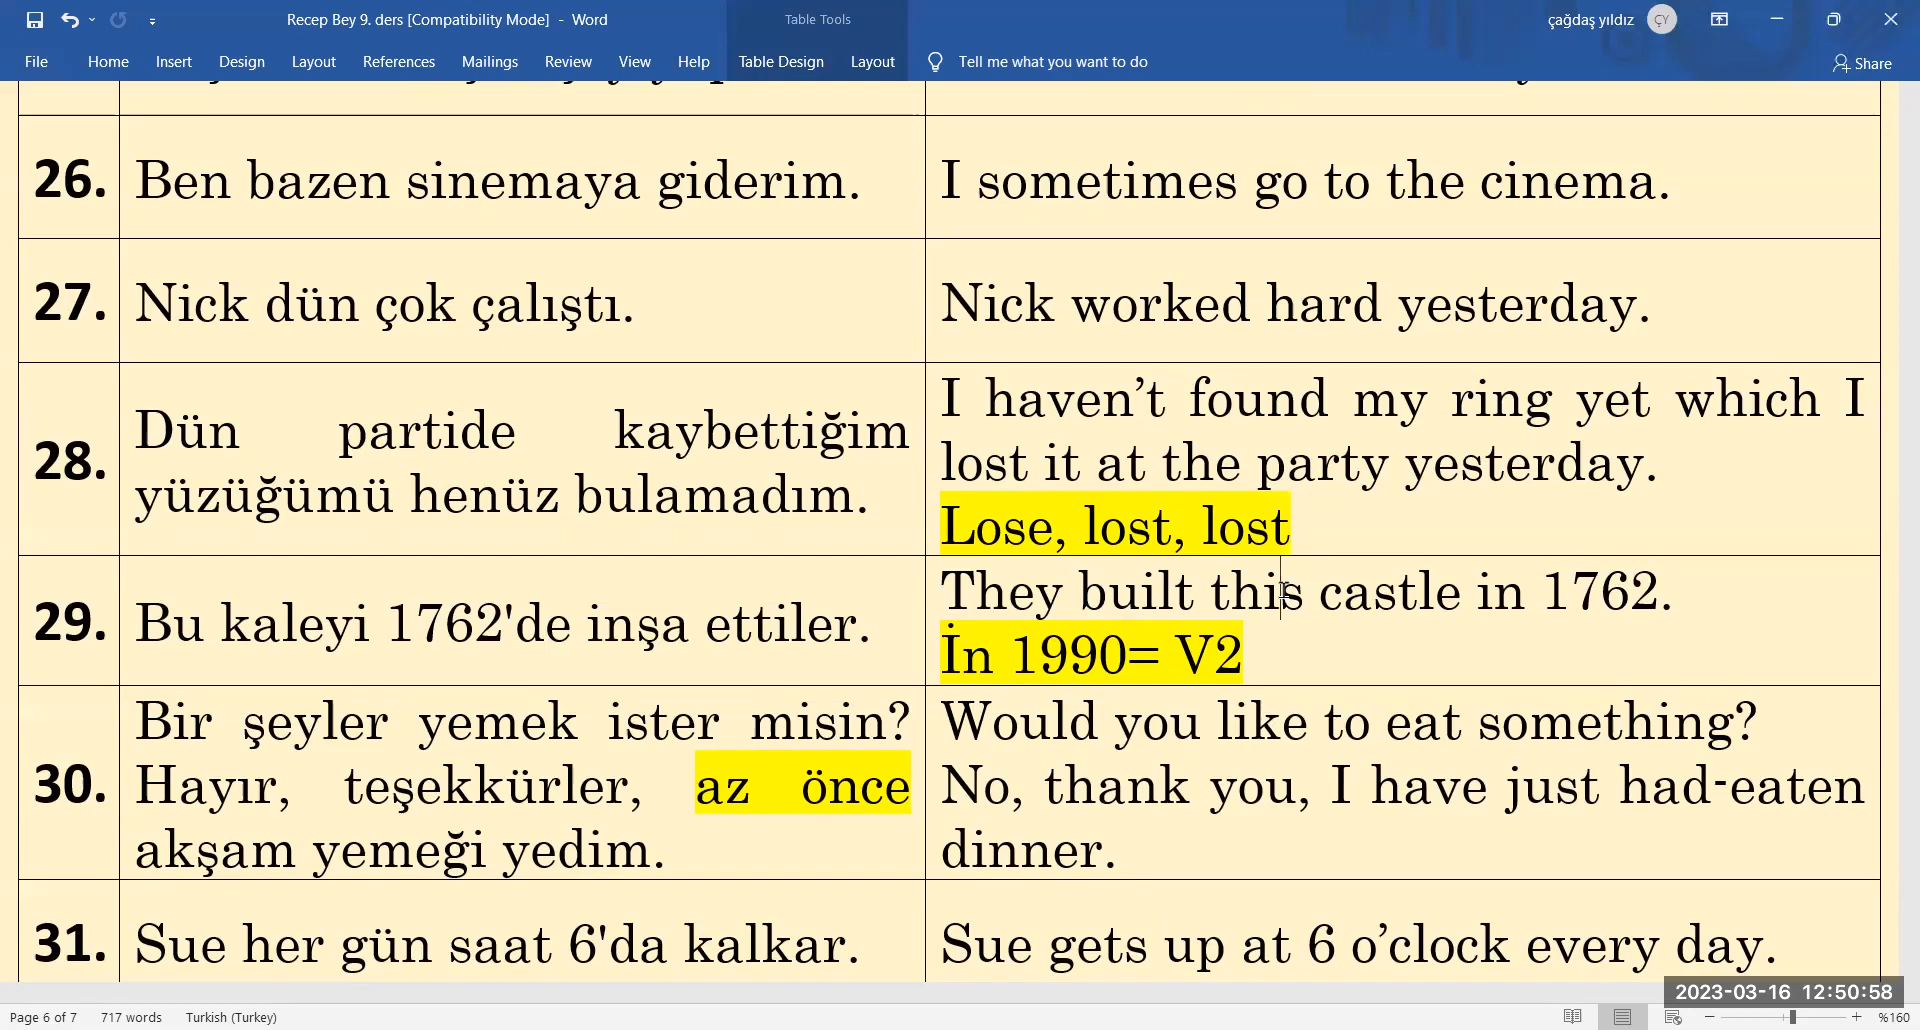 Recep Bey 9. ders [Compatibility Mode] - Word
Table Tools
çağdaş yıldız
ÇY
File Home Insert Design Layout References Mailings Review View Help Table Design Layout Tell me what you want to do
Share
26. Ben bazen sinemaya giderim. I sometimes go to the cinema.
27. Nick dün çok çalıştı. Nick worked hard yesterday.
28. Dün partide kaybettiğim
yüzüğümü henüz bulamadım.
I haven’t found my ring yet which I
lost it at the party yesterday.
Lose, lost, lost
29. Bu kaleyi 1762'de inşa ettiler.
They built this castle in 1762.
İn 1990= V2
30. Bir şeyler yemek ister misin?
Hayır, teşekkürler, az önce
akşam yemeği yedim.
Would you like to eat something?
No, thank you, I have just had-eaten
dinner.
31. Sue her gün saat 6'da kalkar. Sue gets up at 6 o’clock every day.
2023-03-16 12:50:58
Page 6 of 7 717 words Turkish (Turkey)
%160